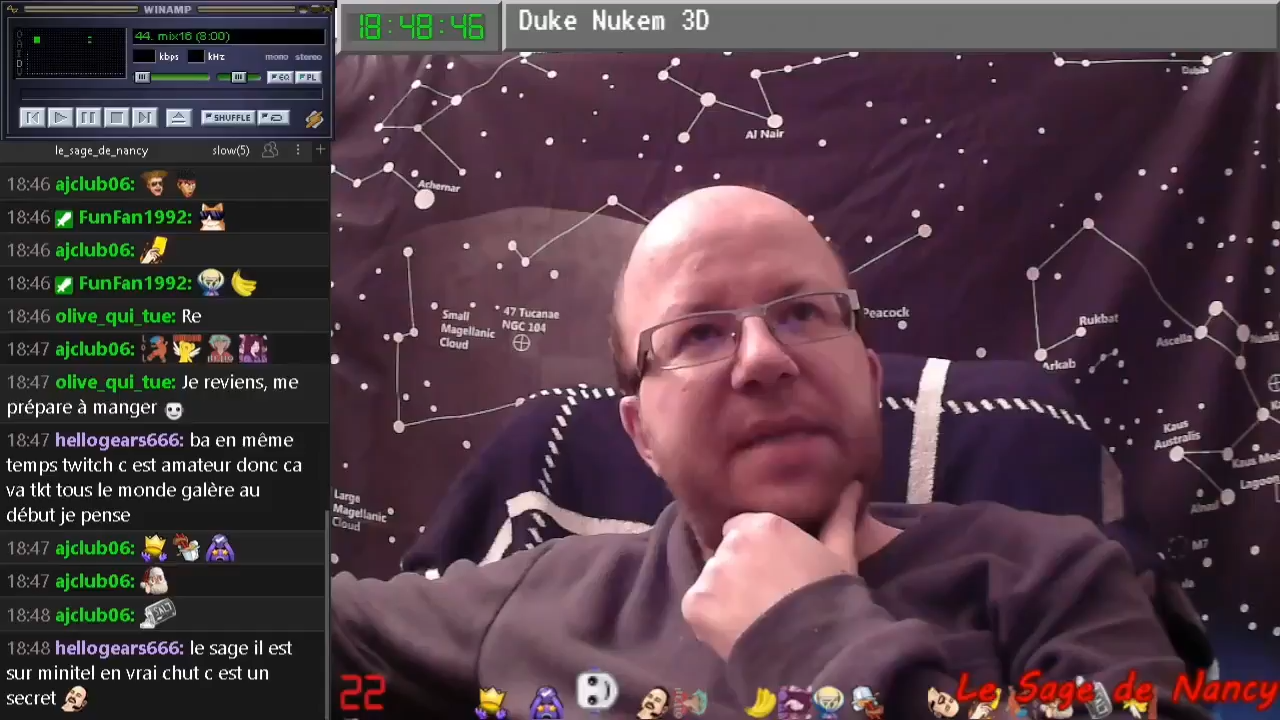 WINAMP
18:48:46
Duke Nukem 3D
44. mix16 (8:00)
kbps
kHz
mono
stereo
EQ
PL
SHUFFLE
le_sage_de_nancy
slow(5)
18:46 ajclub06:
18:46 FunFan1992:
18:46 ajclub06:
18:46 FunFan1992:
18:46 olive_qui_tue: Re
18:47 ajclub06:
18:47 olive_qui_tue: Je reviens, me
prépare à manger
18:47 hellogears666: ba en même
temps twitch c est amateur donc ca
va tkt tous le monde galère au
début je pense
18:47 ajclub06:
18:47 ajclub06:
18:48 ajclub06:
18:48 hellogears666: le sage il est
sur minitel en vrai chut c est un
secret
Al Nair
Achernar
Small
Magellanic
Cloud
47 Tucanae
NGC 104
Peacock
Rukbat
Arkab
Ascella
Kaus
Australis
Large
Magellanic
Cloud
M7
22
Le Sage de Nancy